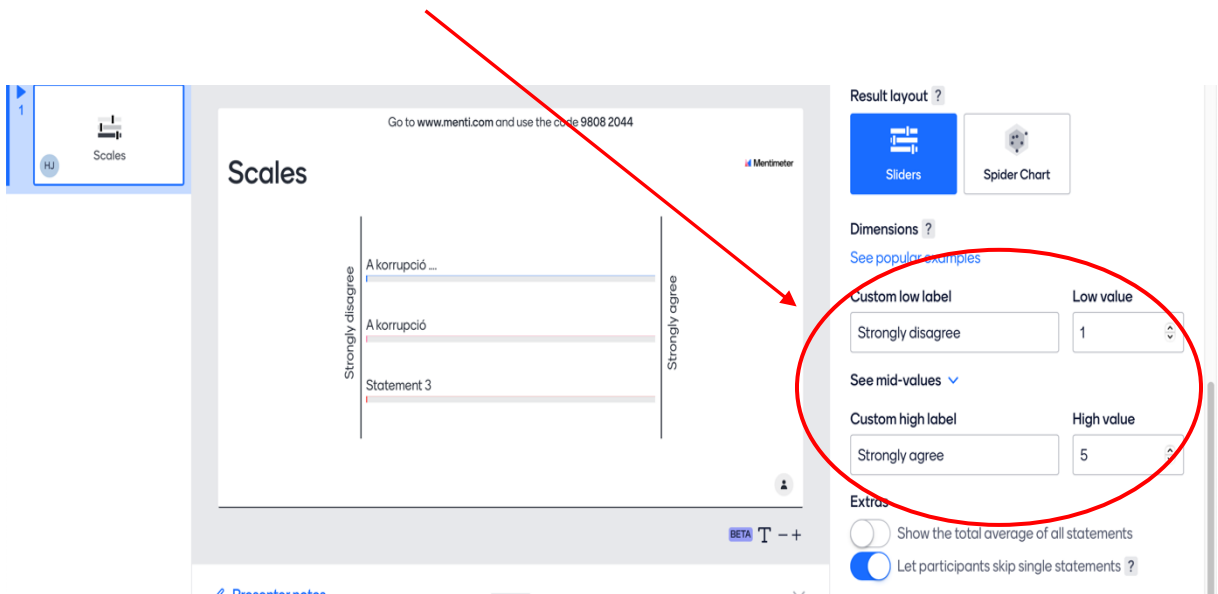 1
HJ
Scales
Go to www.menti.com and use the code 9808 2044
Scales
Mentimeter
Strongly disagree
A korrupció ....
A korrupció
Statement 3
Strongly agree
BETA T − +
Presenter notes
Result layout ?
Sliders
Spider Chart
Dimensions ?
See popular examples
Custom low label
Low value
Strongly disagree
1
See mid-values
Custom high label
High value
Strongly agree
5
Extras
Show the total average of all statements
Let participants skip single statements ?